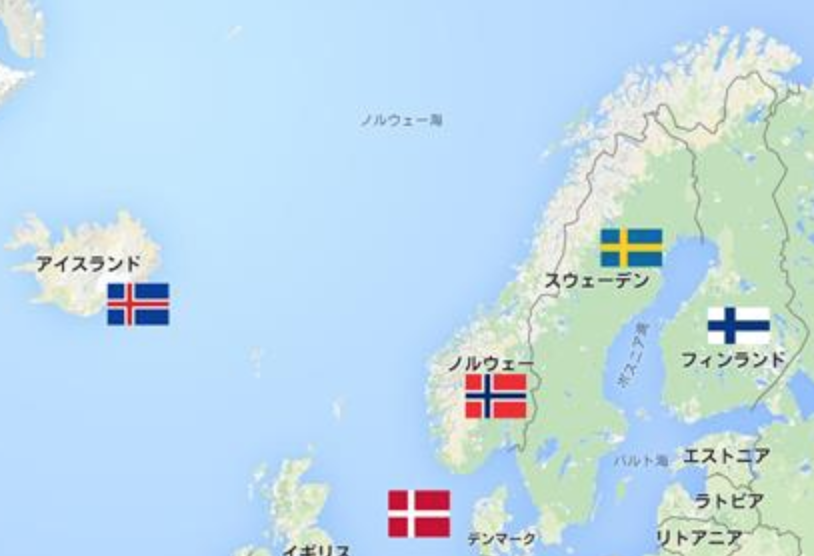 ノルウェー海
アイスランド
スウェーデン
ボスニア海
フィンランド
ノルウェー
バルト海
エストニア
ラトビア
リトアニア
デンマーク
イギリス